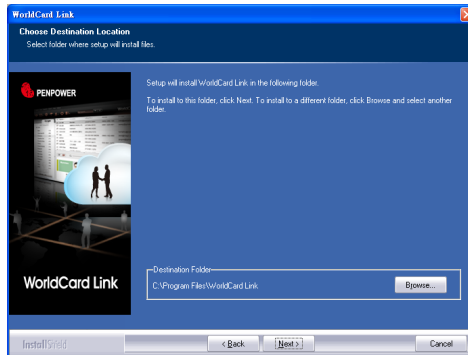 WorldCard Link
Choose Destination Location
Select folder where setup will install files.
PENPOWER
Setup will install WorldCard Link in the following folder.
To install to this folder, click Next. To install to a different folder, click Browse and select another
folder.
WorldCard Link
Destination Folder
C:\Program Files\WorldCard Link
Browse...
InstallShield
< Back
Next >
Cancel